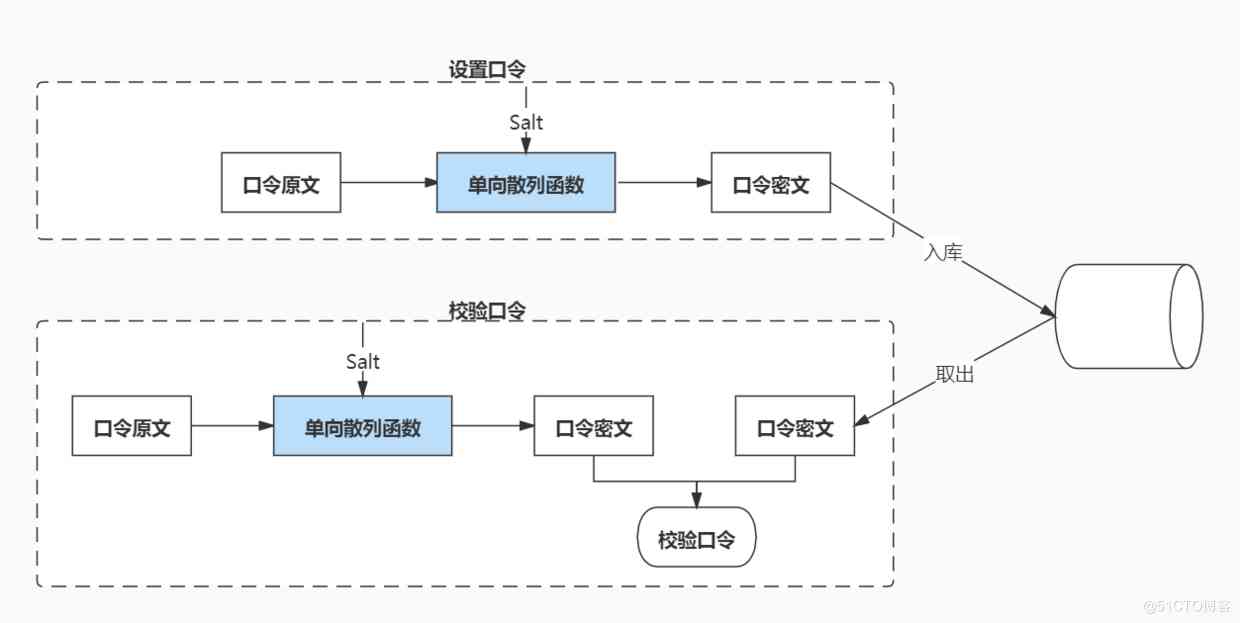 设置口令
Salt
口令原文
单向散列函数
口令密文
入库
校验口令
Salt
取出
口令原文
单向散列函数
口令密文
口令密文
校验口令
@51CTO博客